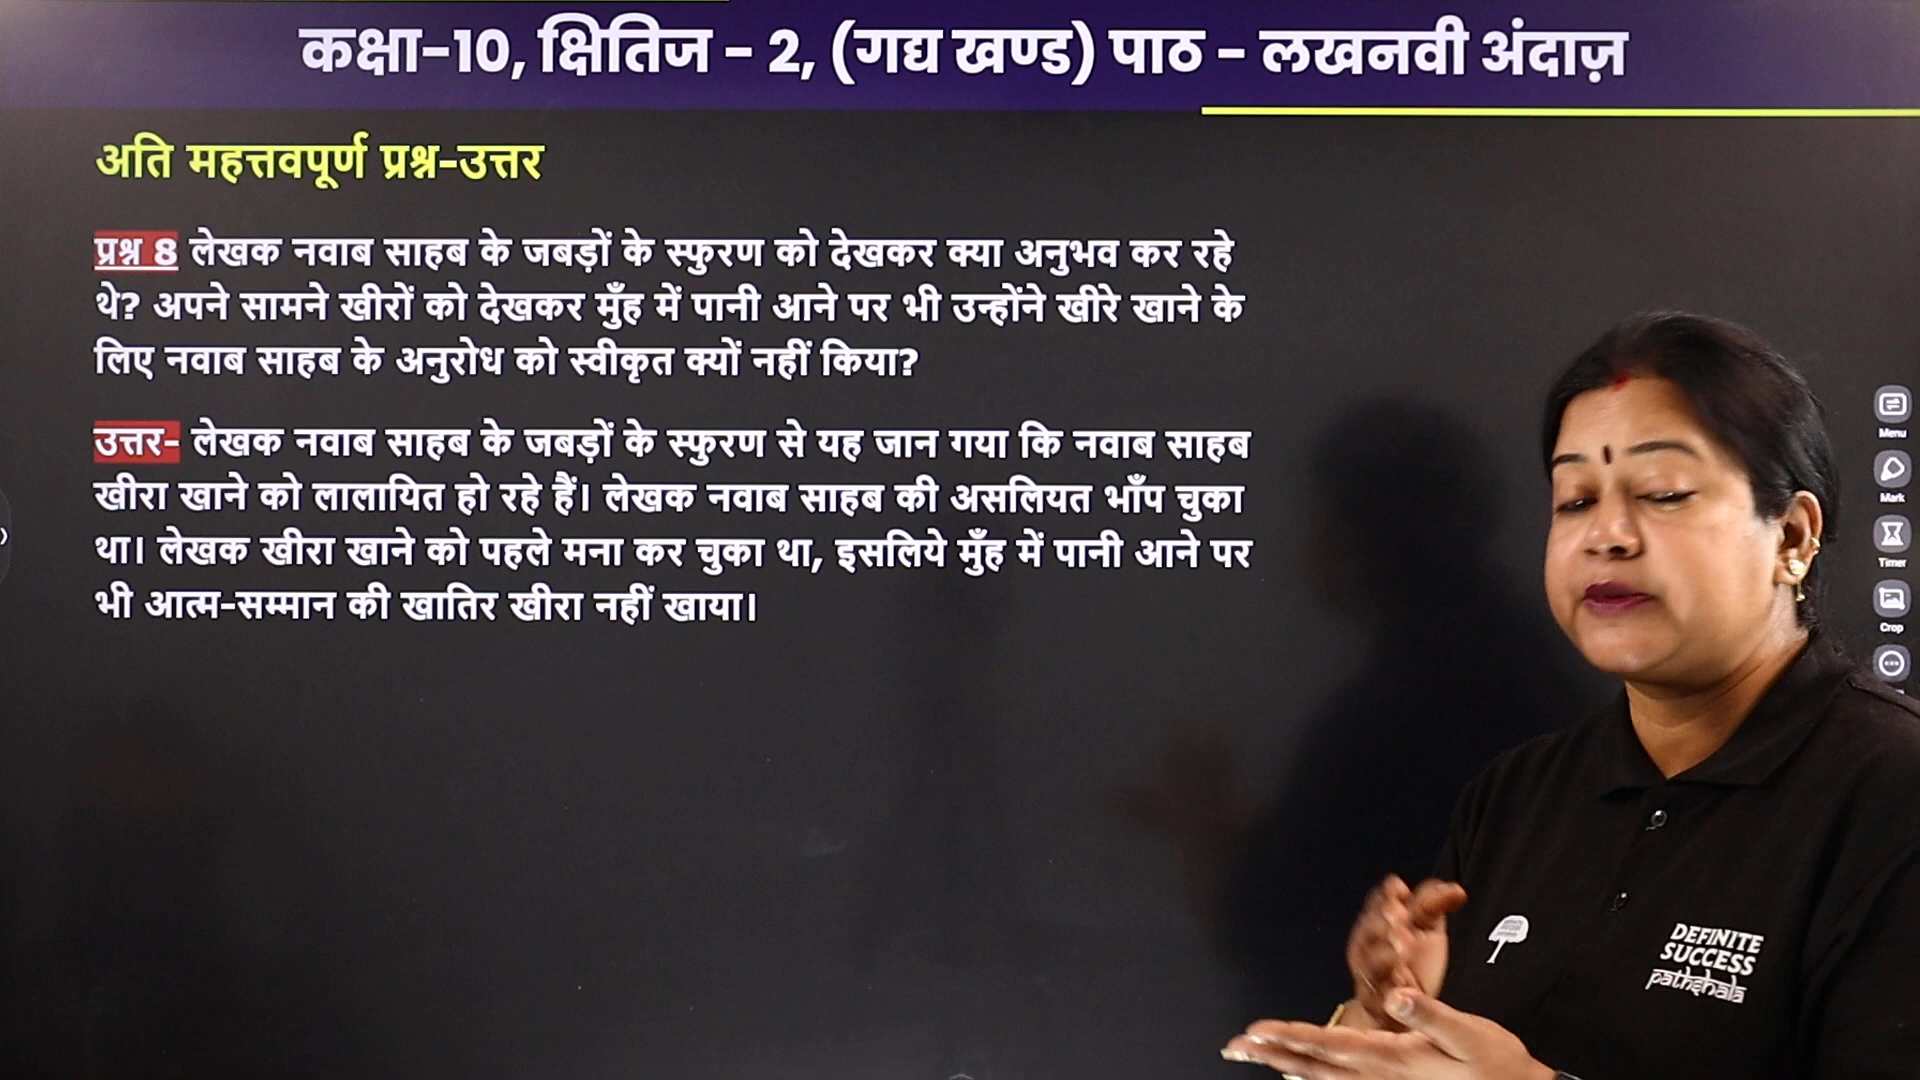 कक्षा-10, क्षितिज - 2, (गद्य खण्ड) पाठ - लखनवी अंदाज़
अति महत्तवपूर्ण प्रश्न-उत्तर
प्रश्न 8 लेखक नवाब साहब के जबड़ों के स्फुरण को देखकर क्या अनुभव कर रहे
थे? अपने सामने खीरों को देखकर मुँह में पानी आने पर भी उन्होंने खीरे खाने के
लिए नवाब साहब के अनुरोध को स्वीकृत क्यों नहीं किया?
उत्तर- लेखक नवाब साहब के जबड़ों के स्फुरण से यह जान गया कि नवाब साहब
खीरा खाने को लालायित हो रहे हैं। लेखक नवाब साहब की असलियत भाँप चुका
था। लेखक खीरा खाने को पहले मना कर चुका था, इसलिये मुँह में पानी आने पर
भी आत्म-सम्मान की खातिर खीरा नहीं खाया।
Menu
Mark
Timer
Crop
DEFINITE
SUCCESS
pathshala